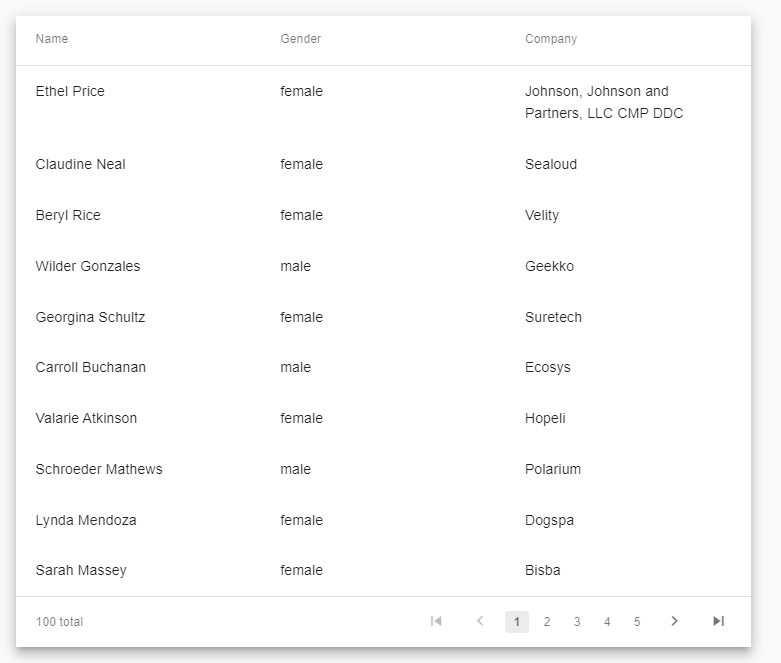 Name Gender Company
Ethel Price female Johnson, Johnson and
Partners, LLC CMP DDC
Claudine Neal female Sealoud
Beryl Rice female Velity
Wilder Gonzales male Geekko
Georgina Schultz female Suretech
Carroll Buchanan male Ecosys
Valarie Atkinson female Hopeli
Schroeder Mathews male Polarium
Lynda Mendoza female Dogspa
Sarah Massey female Bisba
100 total 1 2 3 4 5